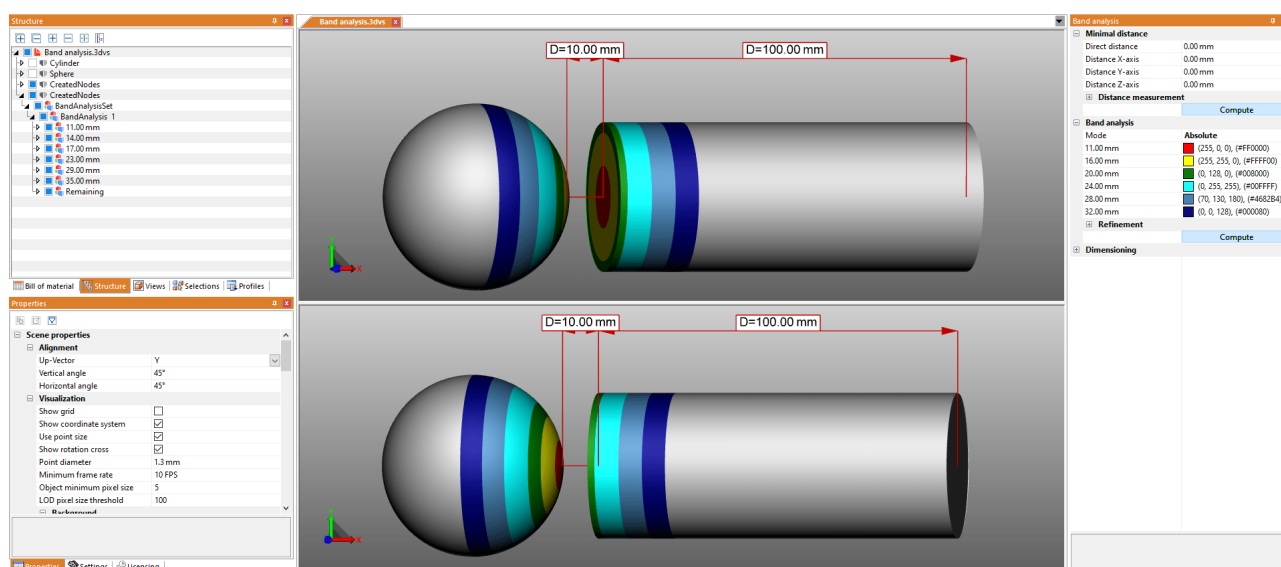 Structure
Band analysis.3dvs
Cylinder
Sphere
CreatedNodes
CreatedNodes
BandAnalysisSet
BandAnalysis 1
11.00 mm
14.00 mm
17.00 mm
23.00 mm
29.00 mm
35.00 mm
Remaining
Bill of material Structure Views Selections Profiles
Properties
Scene properties
Alignment
Up-Vector Y
Vertical angle 45°
Horizontal angle 45°
Visualization
Show grid
Show coordinate system
Use point size
Show rotation cross
Point diameter 1.3 mm
Minimum frame rate 10 FPS
Object minimum pixel size 5
LOD pixel size threshold 100
Background
Properties Settings Licensing
Band analysis.3dvs
D=10.00 mm D=100.00 mm
Y
X
D=10.00 mm D=100.00 mm
Y
X
Band analysis
Minimal distance
Direct distance 0.00 mm
Distance X-axis 0.00 mm
Distance Y-axis 0.00 mm
Distance Z-axis 0.00 mm
Distance measurement
Compute
Band analysis
Mode Absolute
11.00 mm (255, 0, 0), (#FF0000)
16.00 mm (255, 255, 0), (#FFFF00)
20.00 mm (0, 128, 0), (#008000)
24.00 mm (0, 255, 255), (#00FFFF)
28.00 mm (70, 130, 180), (#4682B4)
32.00 mm (0, 0, 128), (#000080)
Refinement
Compute
Dimensioning